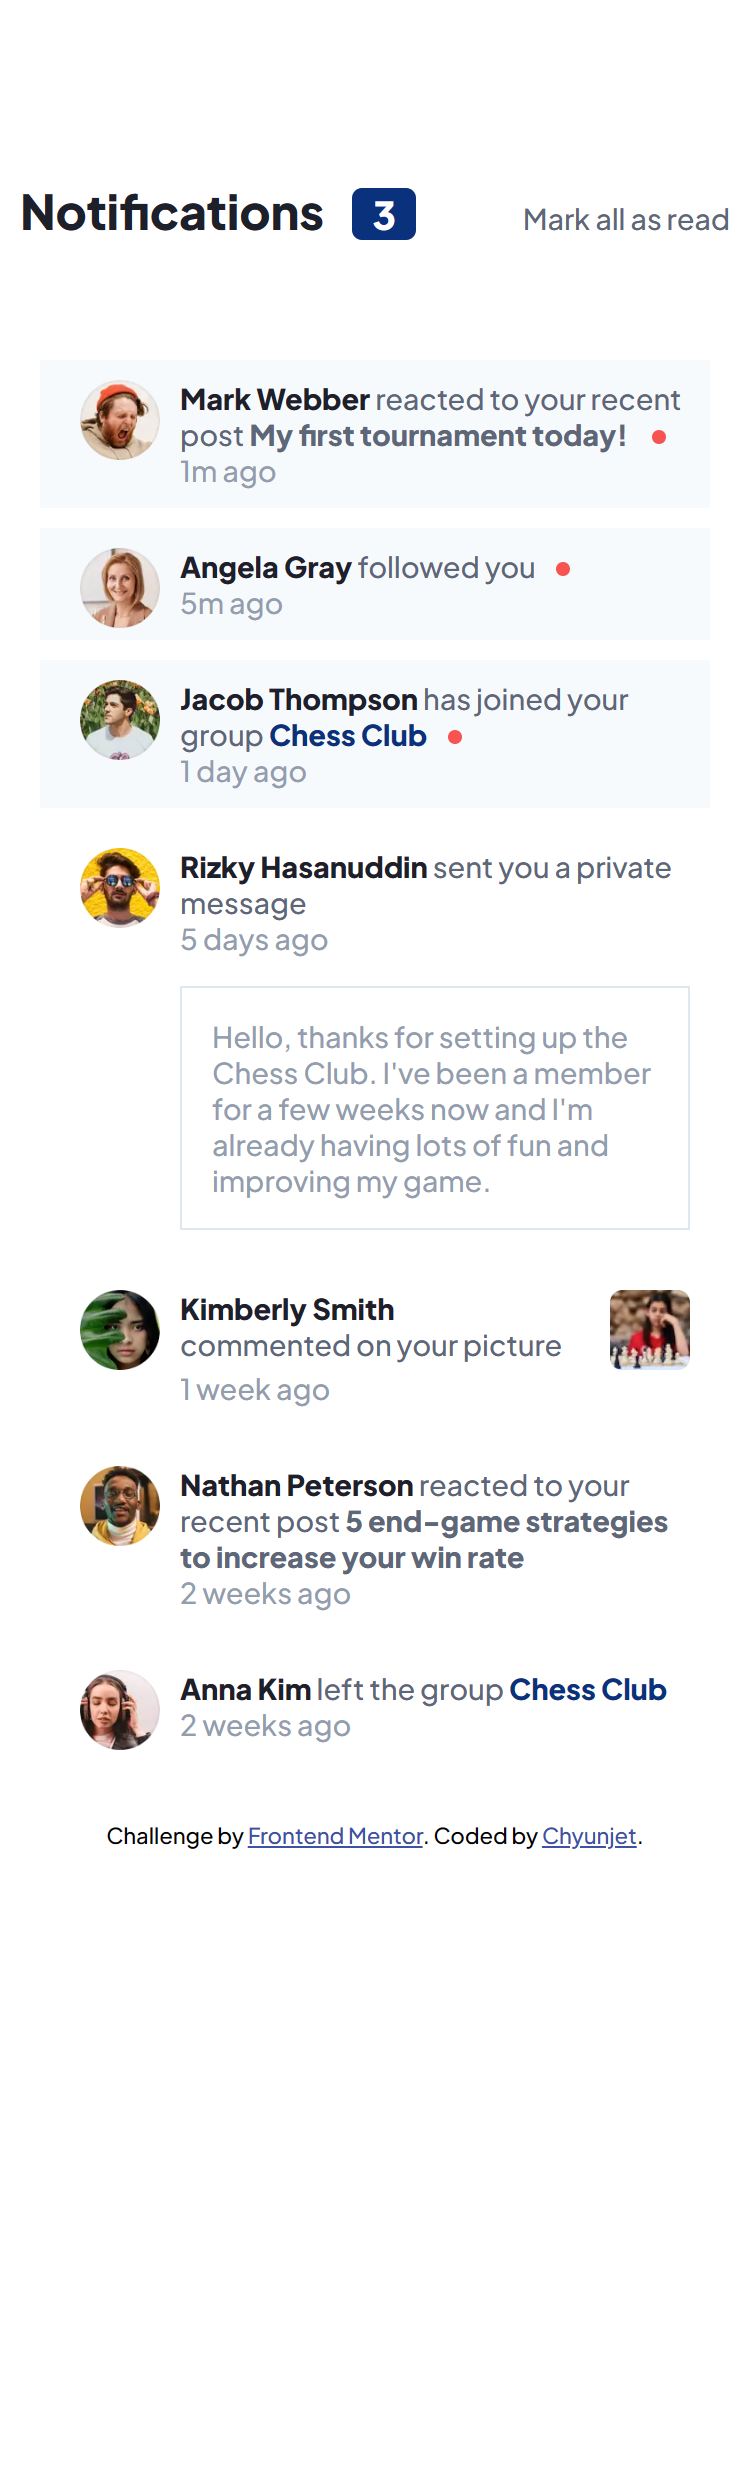 Notifications 3 Mark all as read
Mark Webber reacted to your recent
post My first tournament today!
1m ago
Angela Gray followed you
5m ago
Jacob Thompson has joined your
group Chess Club
1 day ago
Rizky Hasanuddin sent you a private
message
5 days ago
Hello, thanks for setting up the
Chess Club. I've been a member
for a few weeks now and I'm
already having lots of fun and
improving my game.
Kimberly Smith
commented on your picture
1 week ago
Nathan Peterson reacted to your
recent post 5 end-game strategies
to increase your win rate
2 weeks ago
Anna Kim left the group Chess Club
2 weeks ago
Challenge by Frontend Mentor. Coded by Chyunjet.